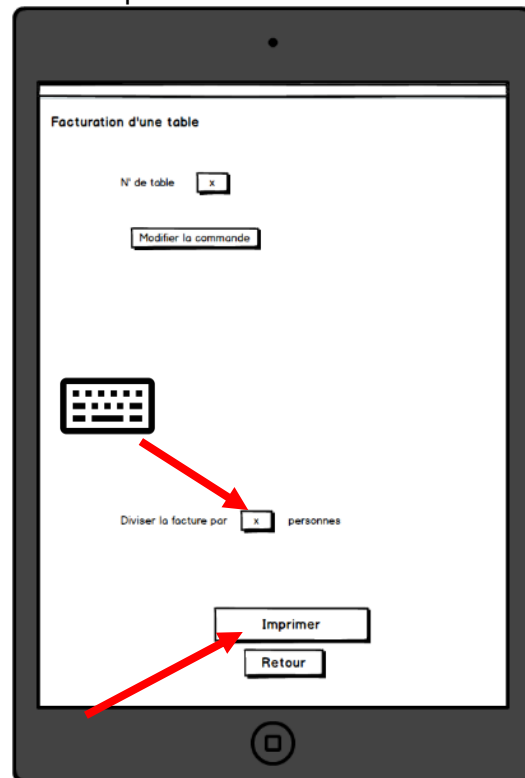 Facturation d'une table
N° de table x
Modifier la commande
Diviser la facture par x personnes
Imprimer
Retour